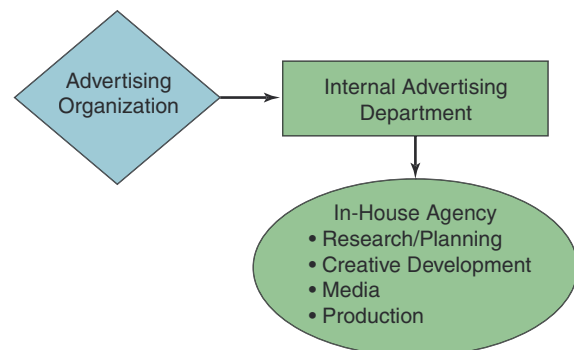 Advertising
Organization
Internal Advertising
Department
In-House Agency
• Research/Planning
• Creative Development
• Media
• Production